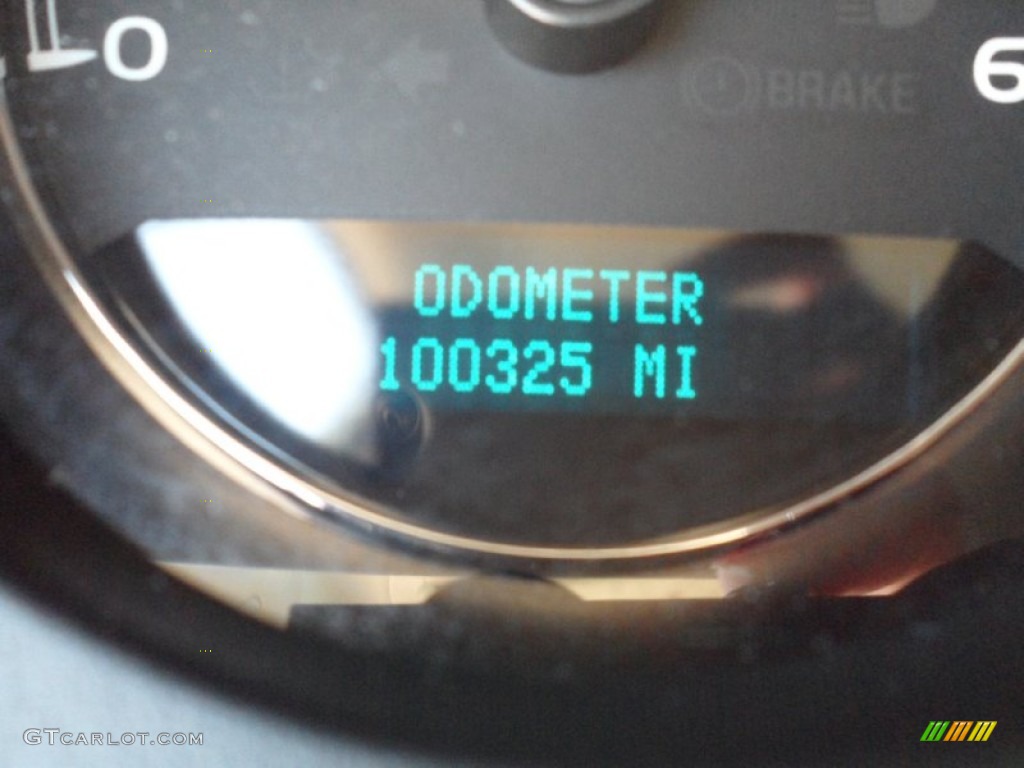 0
6
BRAKE
ODOMETER
100325 MI
GTCARLOT.COM